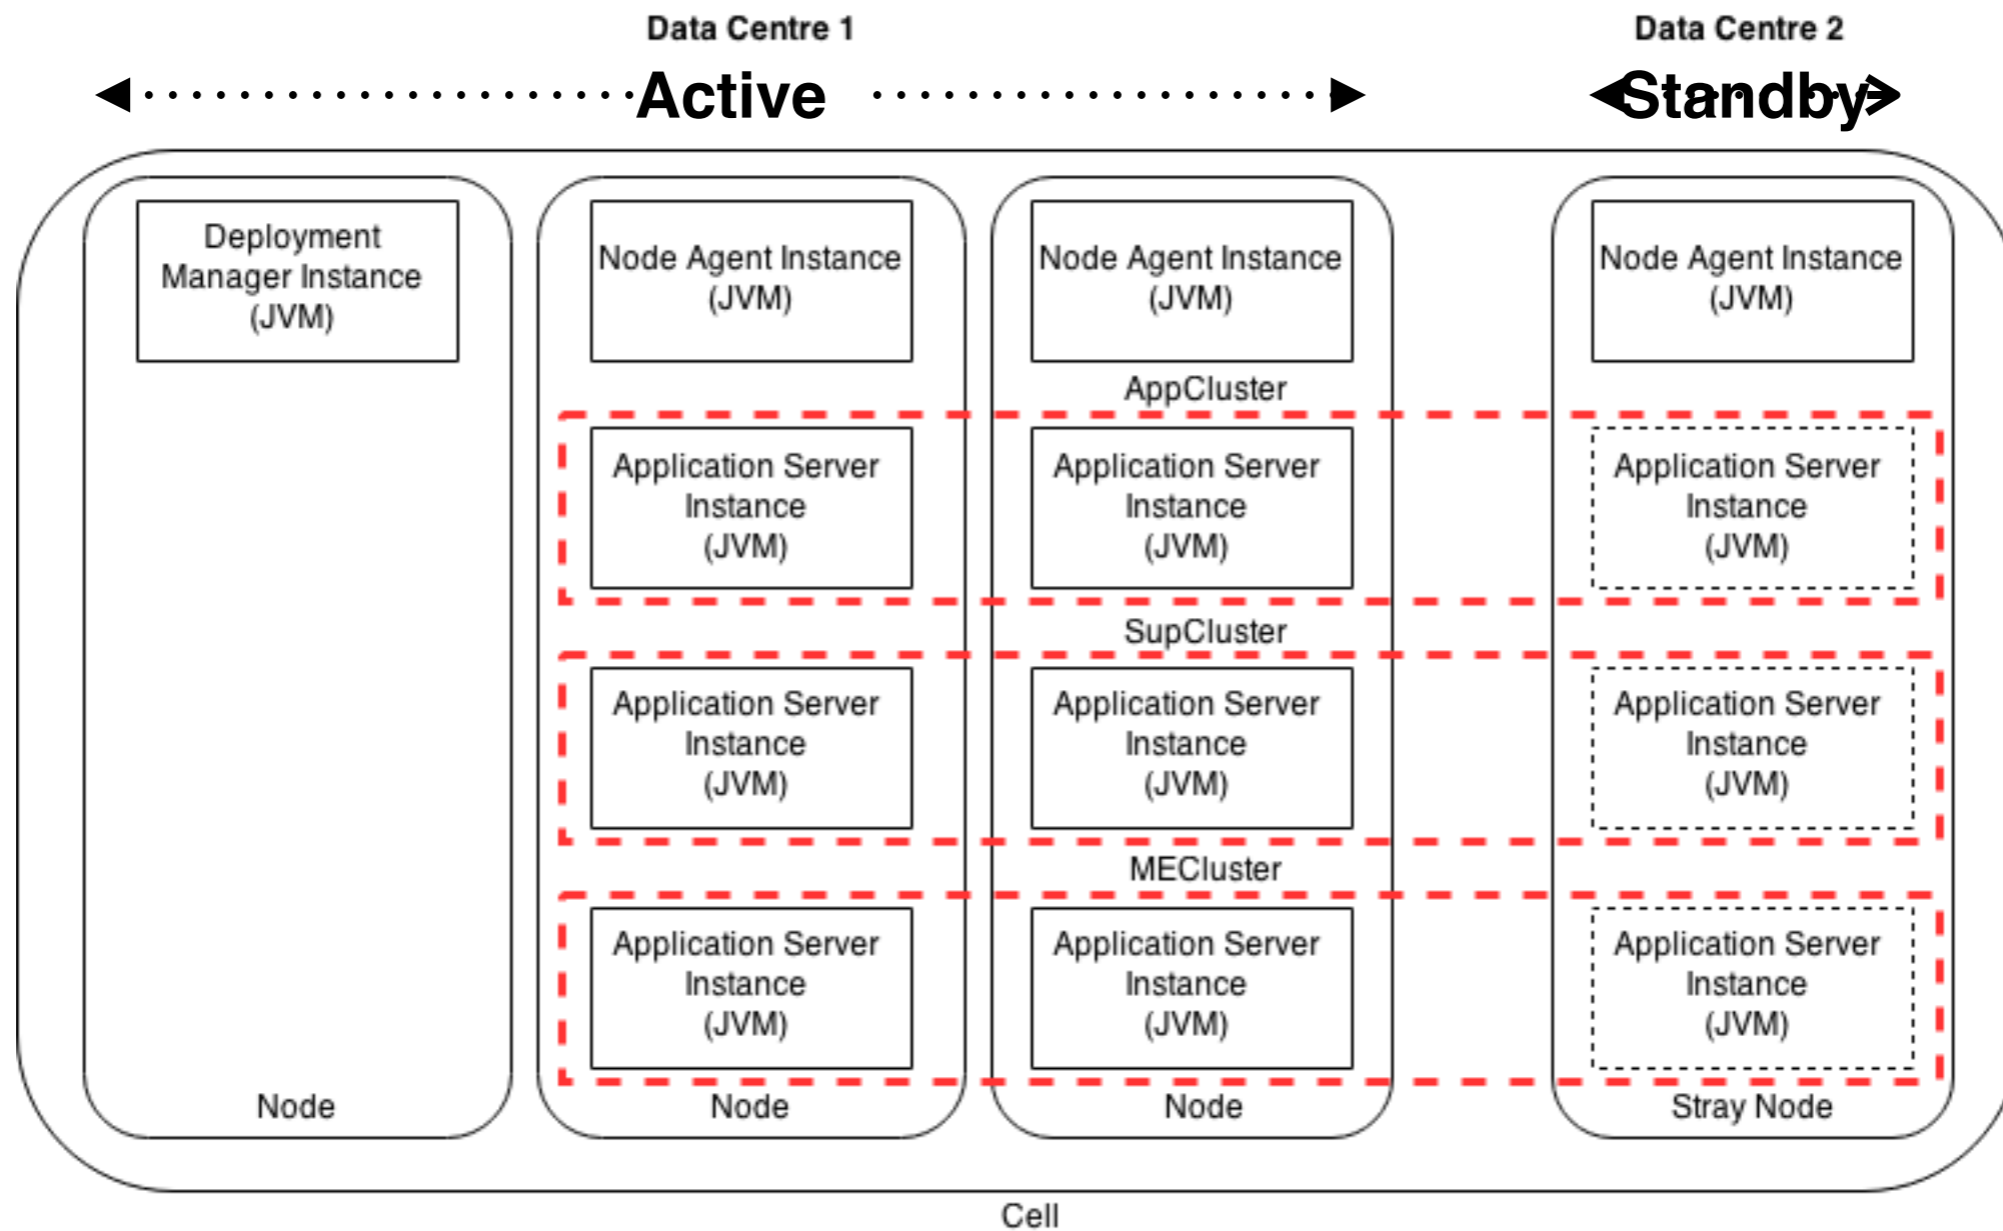 Data Centre 1
Data Centre 2
Active
Standby
Deployment
Manager Instance
(JVM)
Node Agent Instance
(JVM)
Node Agent Instance
(JVM)
Node Agent Instance
(JVM)
AppCluster
Application Server
Instance
(JVM)
Application Server
Instance
(JVM)
Application Server
Instance
(JVM)
SupCluster
Application Server
Instance
(JVM)
Application Server
Instance
(JVM)
Application Server
Instance
(JVM)
MECluster
Application Server
Instance
(JVM)
Application Server
Instance
(JVM)
Application Server
Instance
(JVM)
Node
Node
Node
Stray Node
Cell